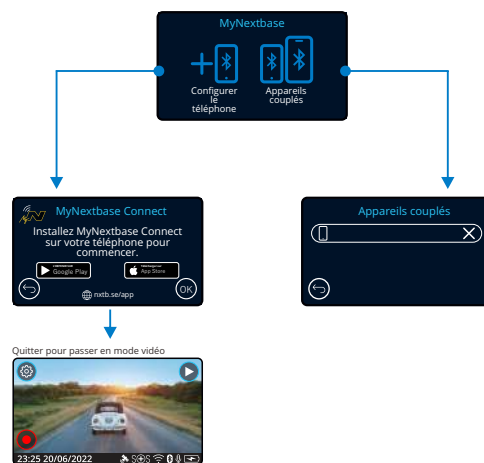 MyNextbase
Configurer
le
téléphone
Appareils
couplés
MyNextbase Connect
Installez MyNextbase Connect
sur votre téléphone pour
commencer.
Google Play
App Store
nxtb.se/app
OK
Appareils couplés
Quitter pour passer en mode vidéo
23:25 20/06/2022
SOS